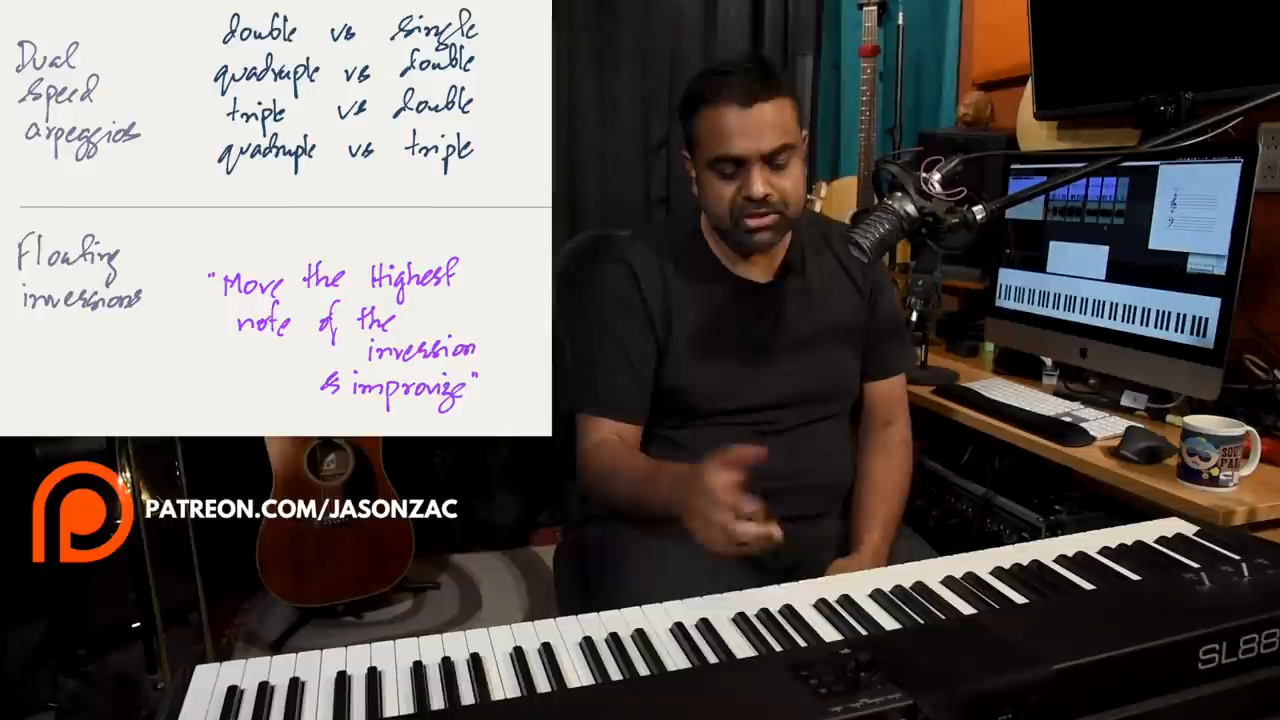 Dual
speed
arpeggios
double vs single
quadruple vs double
triple vs double
quadruple vs triple
Floating
inversions
"Move the Highest
note of the
inversion
& improvize"
PATREON.COM/JASONZAC
SL88